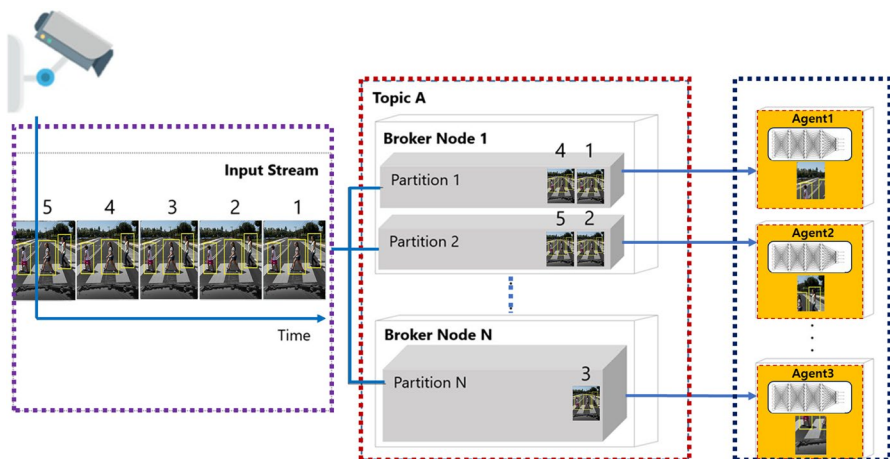 Input Stream
5 4 3 2 1
Time
Topic A
Broker Node 1
Partition 1
4 1
Partition 2
5 2
Broker Node N
Partition N
3
Agent1
Agent2
Agent3